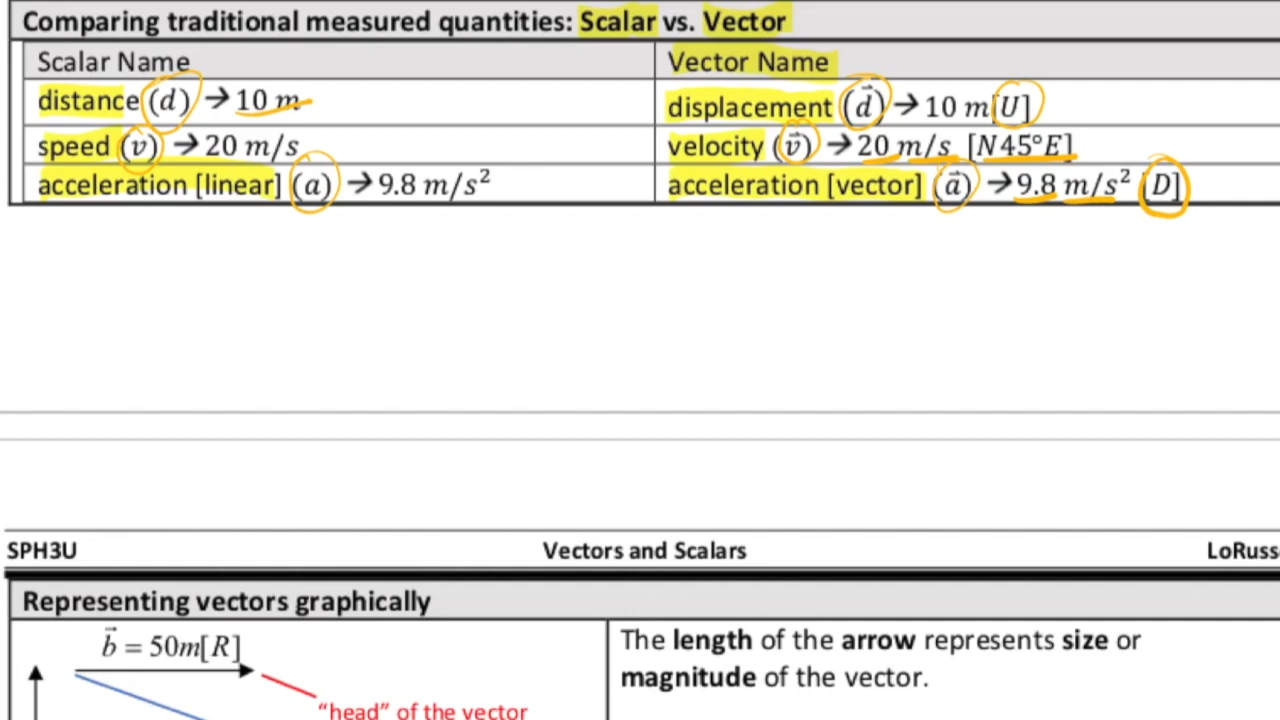 Comparing traditional measured quantities: Scalar vs. Vector
Scalar Name
Vector Name
distance (d) → 10 m
displacement (d⃗) → 10 m[U]
speed (v) → 20 m/s
velocity (v⃗) → 20 m/s [N45°E]
acceleration [linear] (a) → 9.8 m/s²
acceleration [vector] (a⃗) → 9.8 m/s² [D]
SPH3U
Vectors and Scalars
LoRuss
Representing vectors graphically
b⃗ = 50m[R]
The length of the arrow represents size or
magnitude of the vector.
"head" of the vector